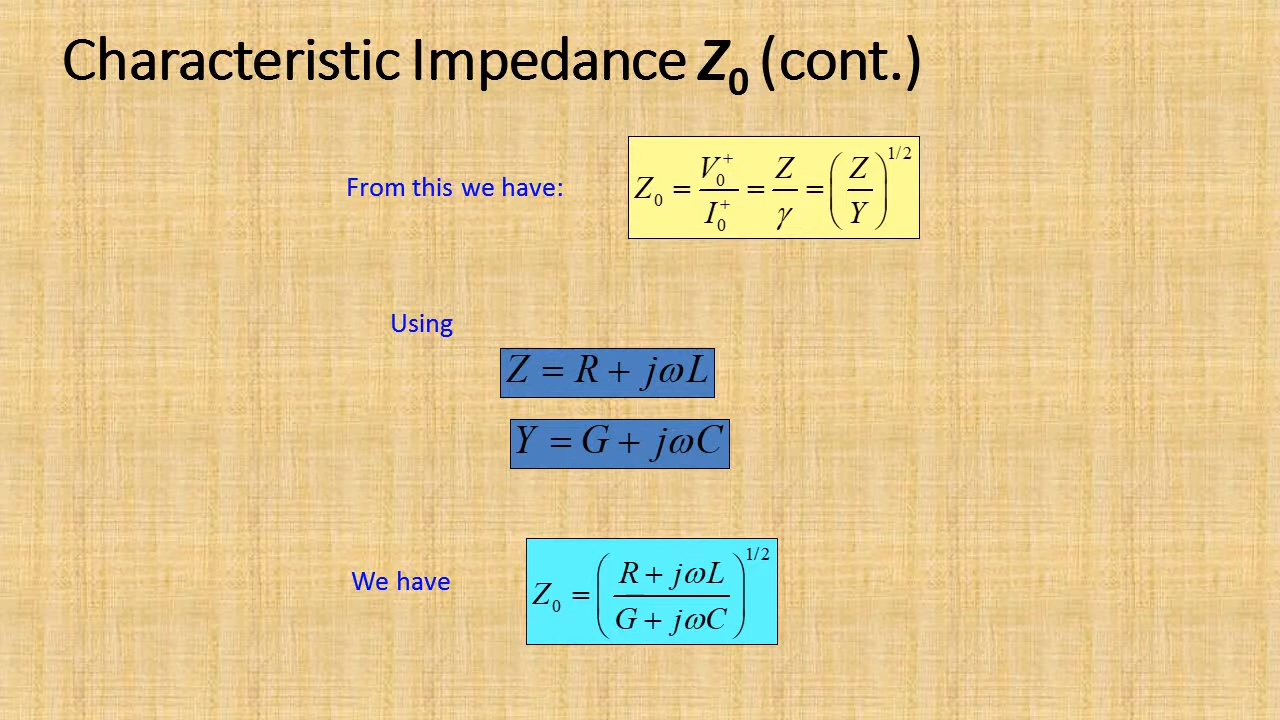 Characteristic Impedance Z₀ (cont.)
From this we have: Z₀ = V₀⁺ / I₀⁺ = Z / γ = (Z / Y)^1/2
Using
Z = R + jωL
Y = G + jωC
We have Z₀ = ((R + jωL) / (G + jωC))^1/2